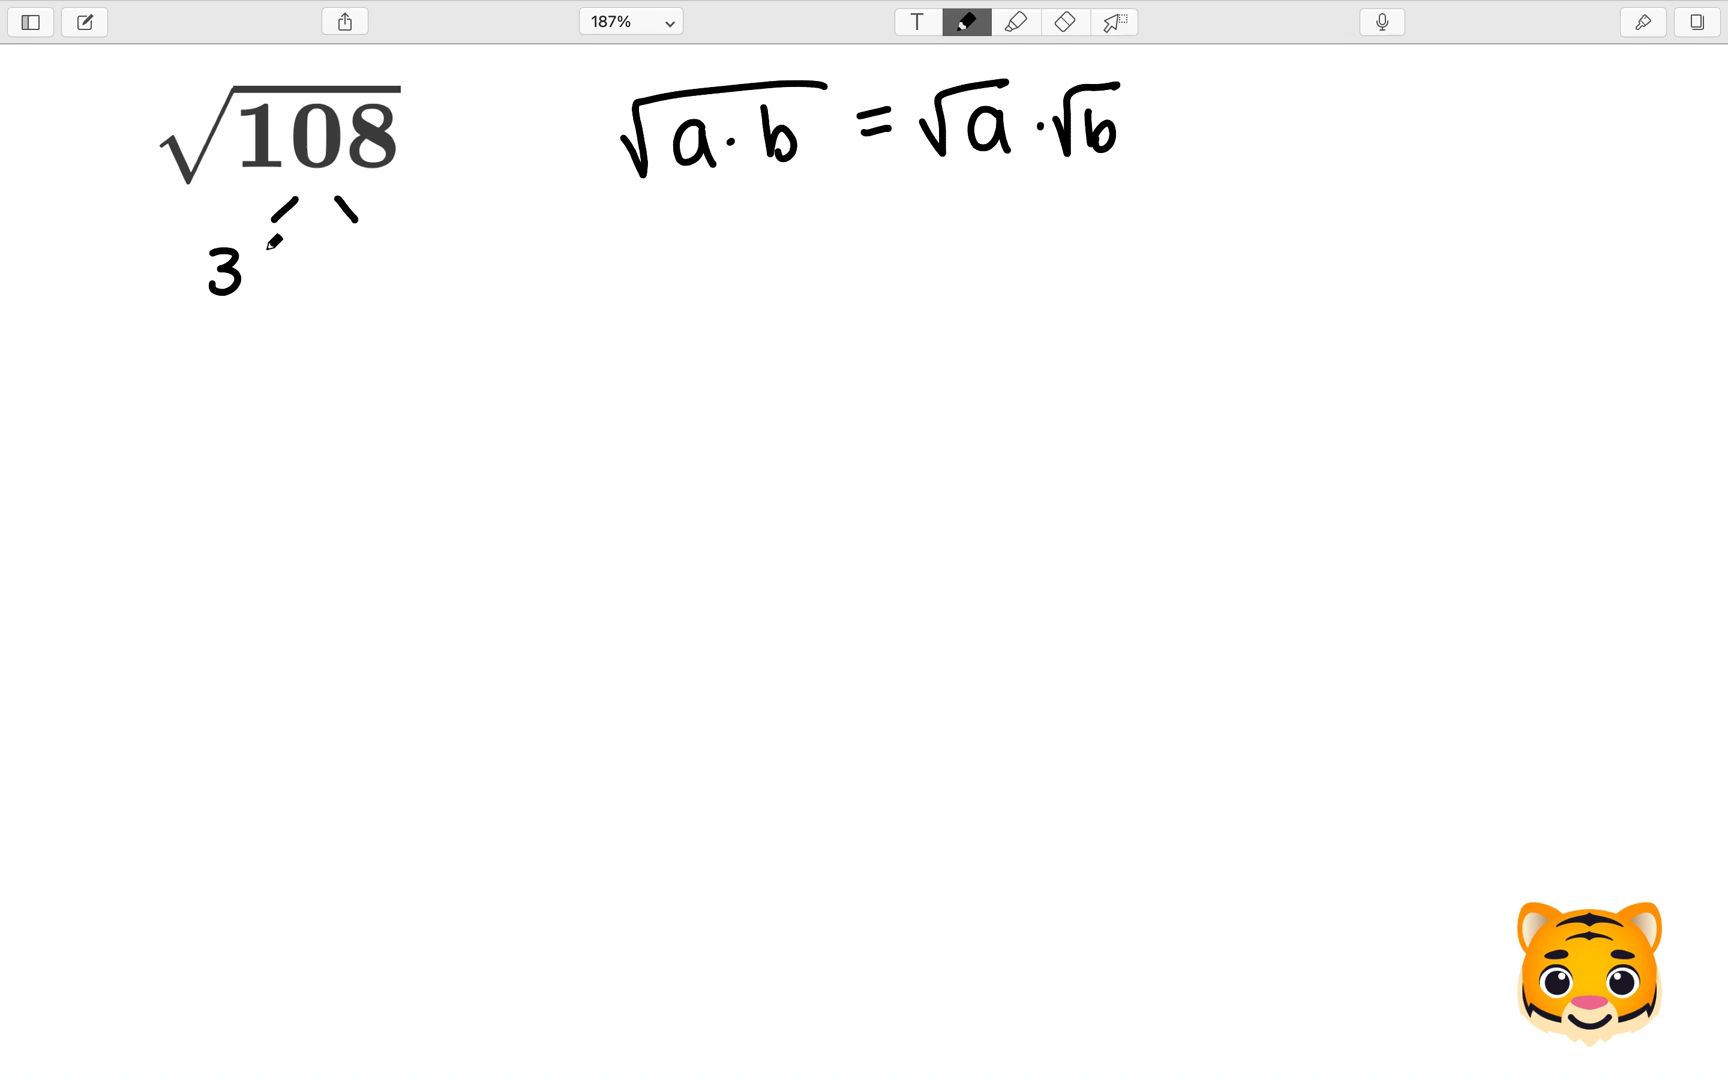 187%
√108
√a · b = √a · √b
3